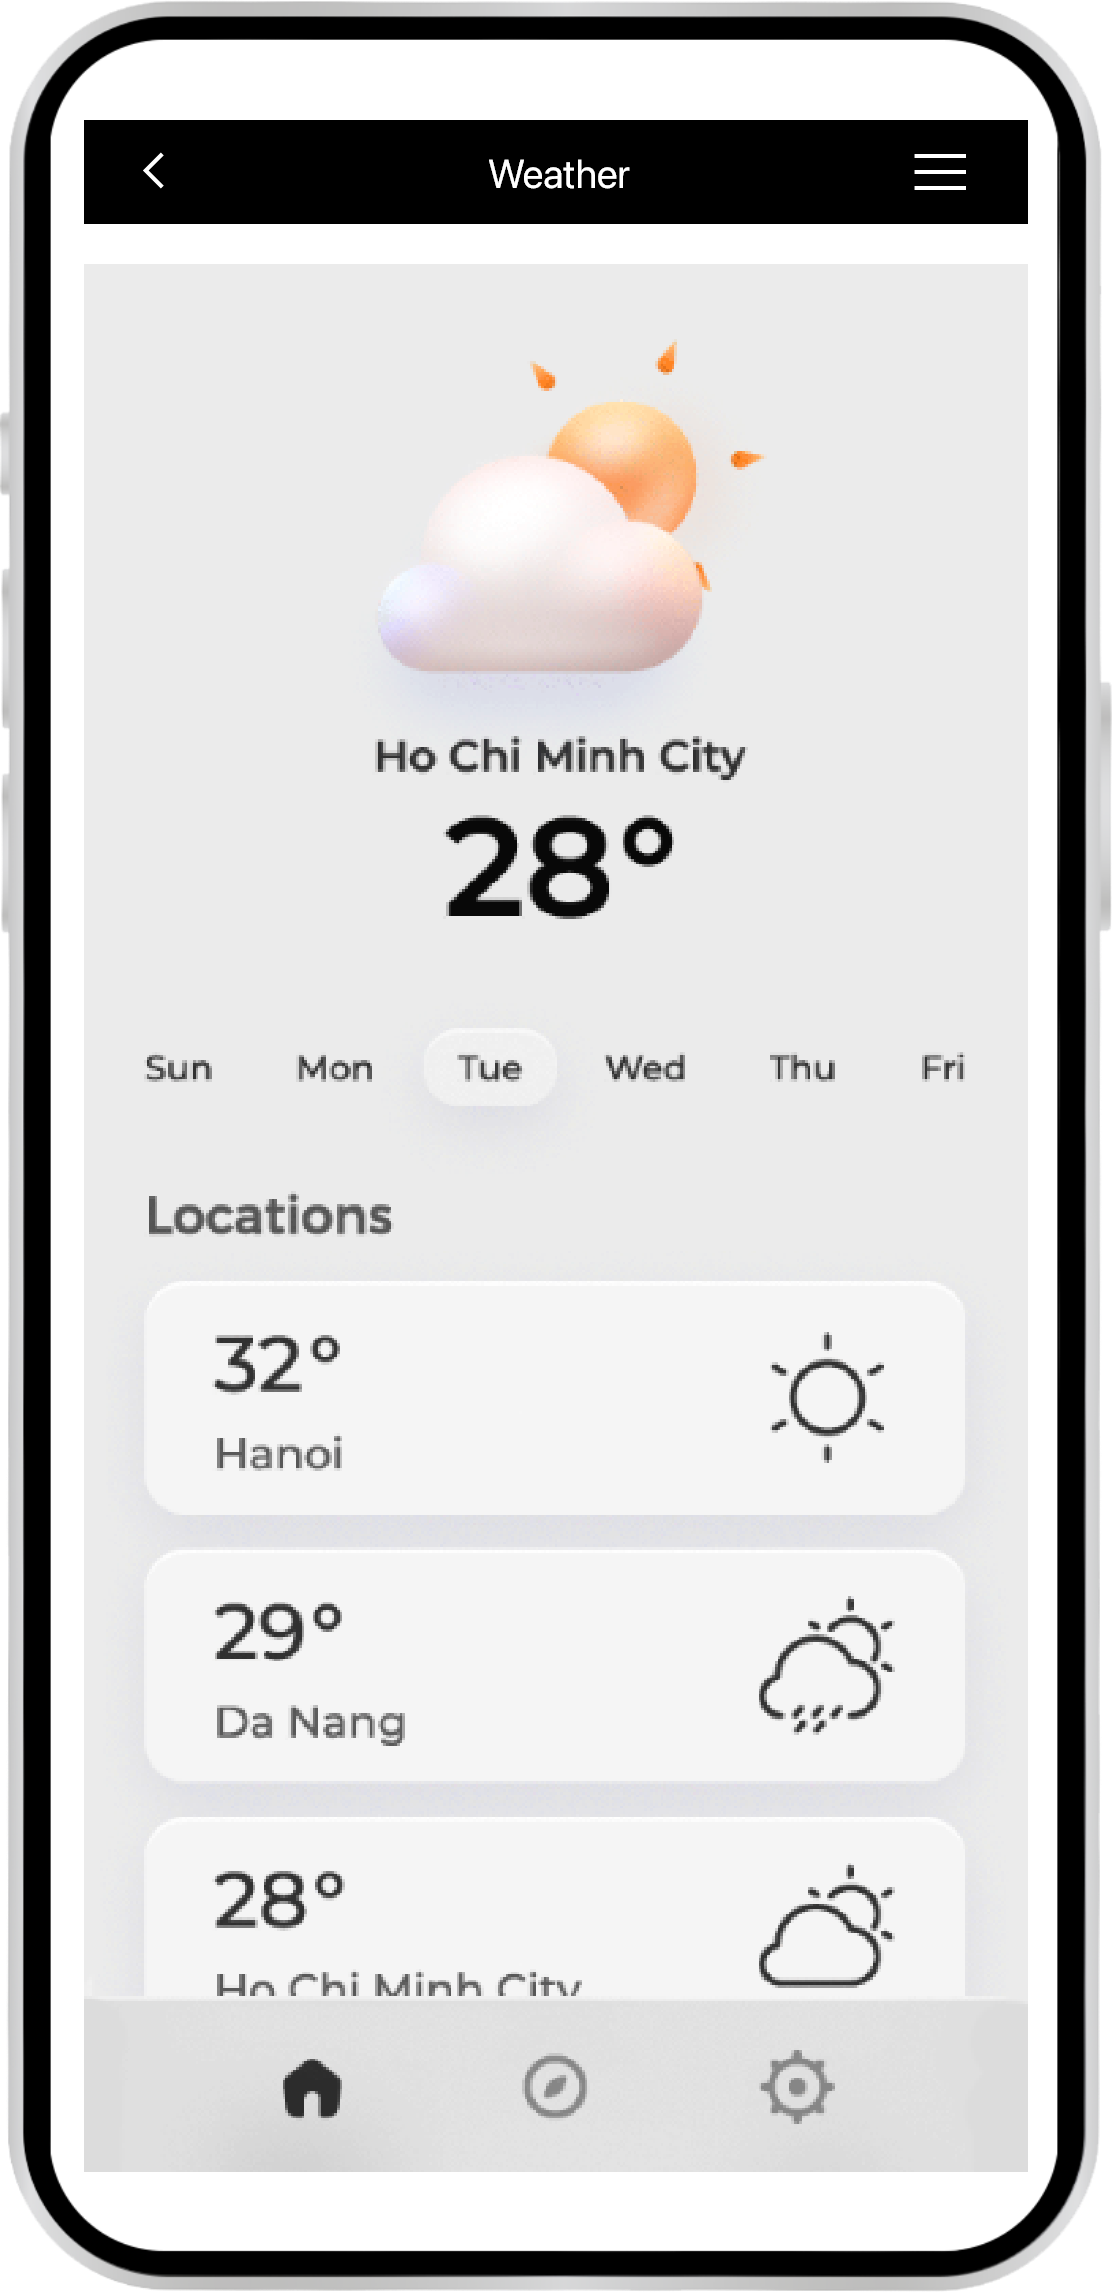 Weather
Ho Chi Minh City
28°
Sun Mon Tue Wed Thu Fri
Locations
32°
Hanoi
29°
Da Nang
28°
Ho Chi Minh City